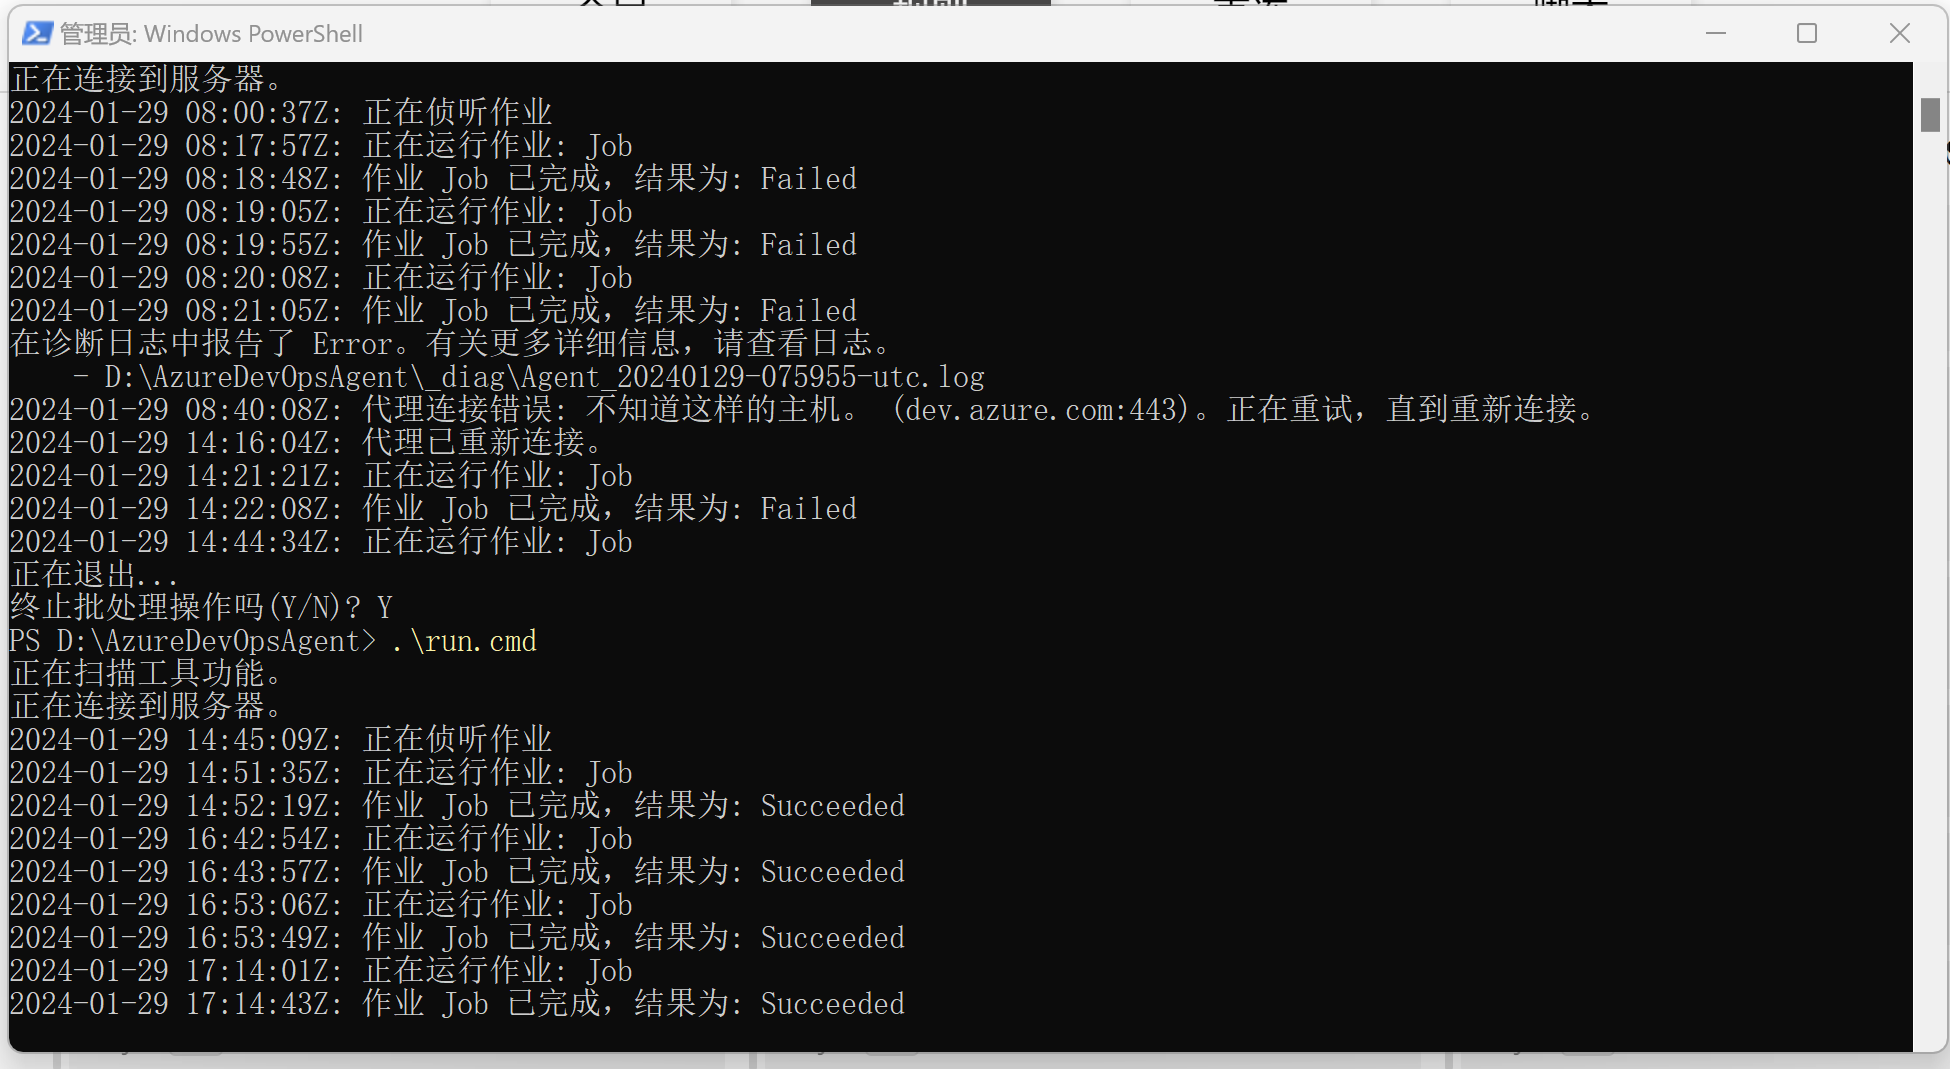 管理员: Windows PowerShell
正在连接到服务器。
2024-01-29 08:00:37Z: 正在侦听作业
2024-01-29 08:17:57Z: 正在运行作业: Job
2024-01-29 08:18:48Z: 作业 Job 已完成，结果为: Failed
2024-01-29 08:19:05Z: 正在运行作业: Job
2024-01-29 08:19:55Z: 作业 Job 已完成，结果为: Failed
2024-01-29 08:20:08Z: 正在运行作业: Job
2024-01-29 08:21:05Z: 作业 Job 已完成，结果为: Failed
在诊断日志中报告了 Error。有关更多详细信息，请查看日志。
    - D:\AzureDevOpsAgent\_diag\Agent_20240129-075955-utc.log
2024-01-29 08:40:08Z: 代理连接错误: 不知道这样的主机。 (dev.azure.com:443)。正在重试，直到重新连接。
2024-01-29 14:16:04Z: 代理已重新连接。
2024-01-29 14:21:21Z: 正在运行作业: Job
2024-01-29 14:22:08Z: 作业 Job 已完成，结果为: Failed
2024-01-29 14:44:34Z: 正在运行作业: Job
正在退出...
终止批处理操作吗(Y/N)? Y
PS D:\AzureDevOpsAgent> .\run.cmd
正在扫描工具功能。
正在连接到服务器。
2024-01-29 14:45:09Z: 正在侦听作业
2024-01-29 14:51:35Z: 正在运行作业: Job
2024-01-29 14:52:19Z: 作业 Job 已完成，结果为: Succeeded
2024-01-29 16:42:54Z: 正在运行作业: Job
2024-01-29 16:43:57Z: 作业 Job 已完成，结果为: Succeeded
2024-01-29 16:53:06Z: 正在运行作业: Job
2024-01-29 16:53:49Z: 作业 Job 已完成，结果为: Succeeded
2024-01-29 17:14:01Z: 正在运行作业: Job
2024-01-29 17:14:43Z: 作业 Job 已完成，结果为: Succeeded